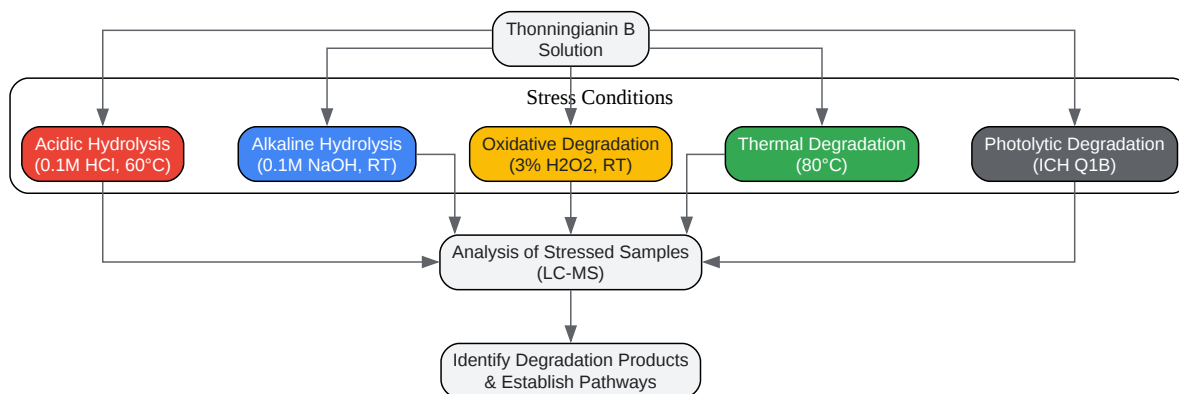 Thonningianin B
Solution
Stress Conditions
Acidic Hydrolysis
(0.1M HCl, 60°C)
Alkaline Hydrolysis
(0.1M NaOH, RT)
Oxidative Degradation
(3% H2O2, RT)
Thermal Degradation
(80°C)
Photolytic Degradation
(ICH Q1B)
Analysis of Stressed Samples
(LC-MS)
Identify Degradation Products
& Establish Pathways